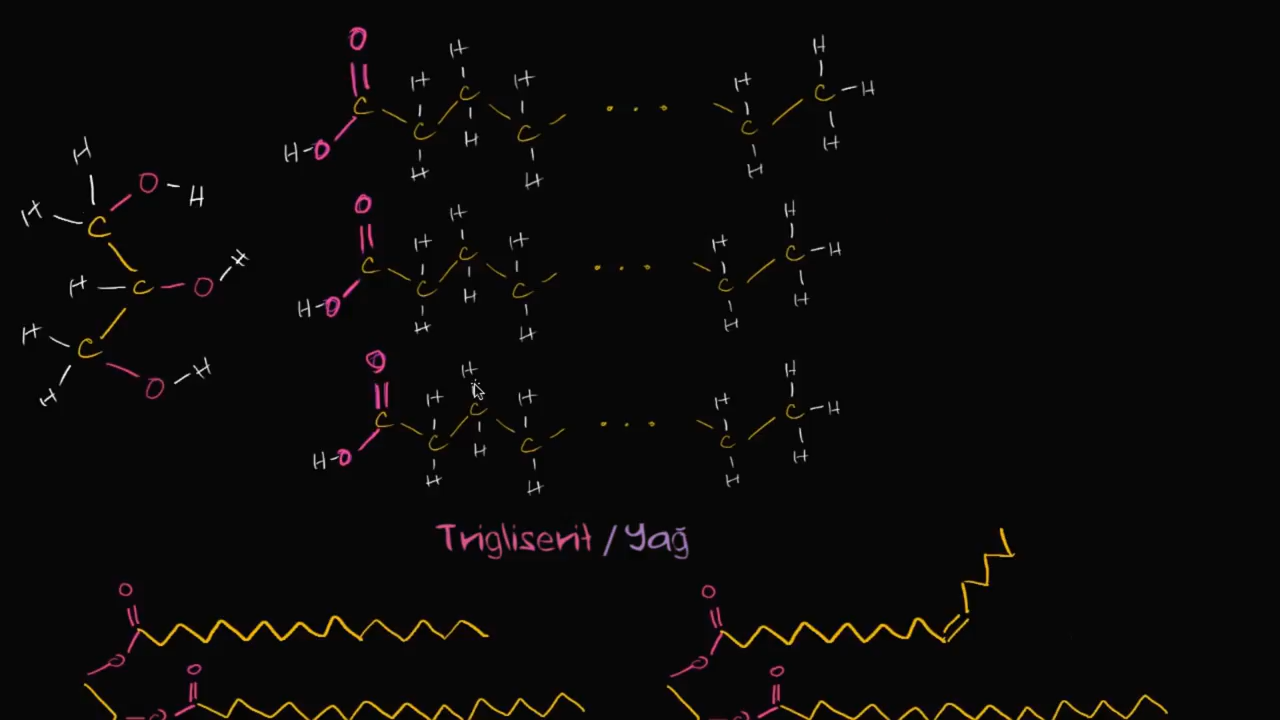 H
O-H
H C
H-C-O H
H C
H O-H
O
H H H H H
C C C C ... C C-H
H-O H H H H H
O
H H H H H
C C C C ... C C-H
H-O H H H H H
O
H H H H H
C C C C ... C C-H
H-O H H H H H
Trigliserit/Yağ
O O
O O
O O
O O